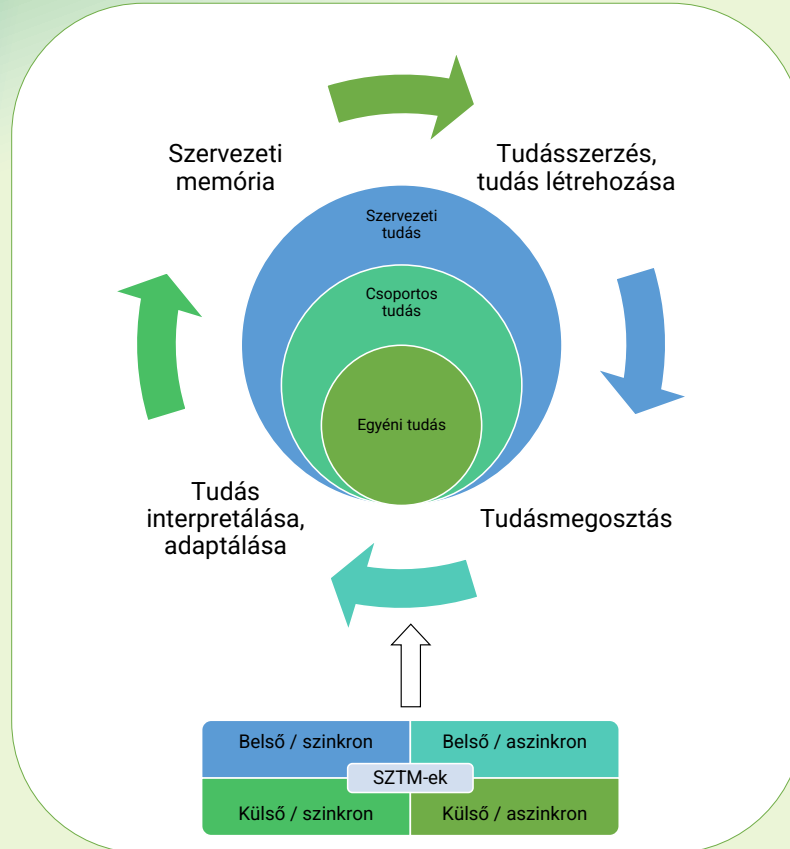 Szervezeti
memória
Tudásszerzés,
tudás létrehozása
Szervezeti
tudás
Csoportos
tudás
Egyéni tudás
Tudás
interpretálása,
adaptálása
Tudásmegosztás
Belső / szinkron
Belső / aszinkron
SZTM-ek
Külső / szinkron
Külső / aszinkron